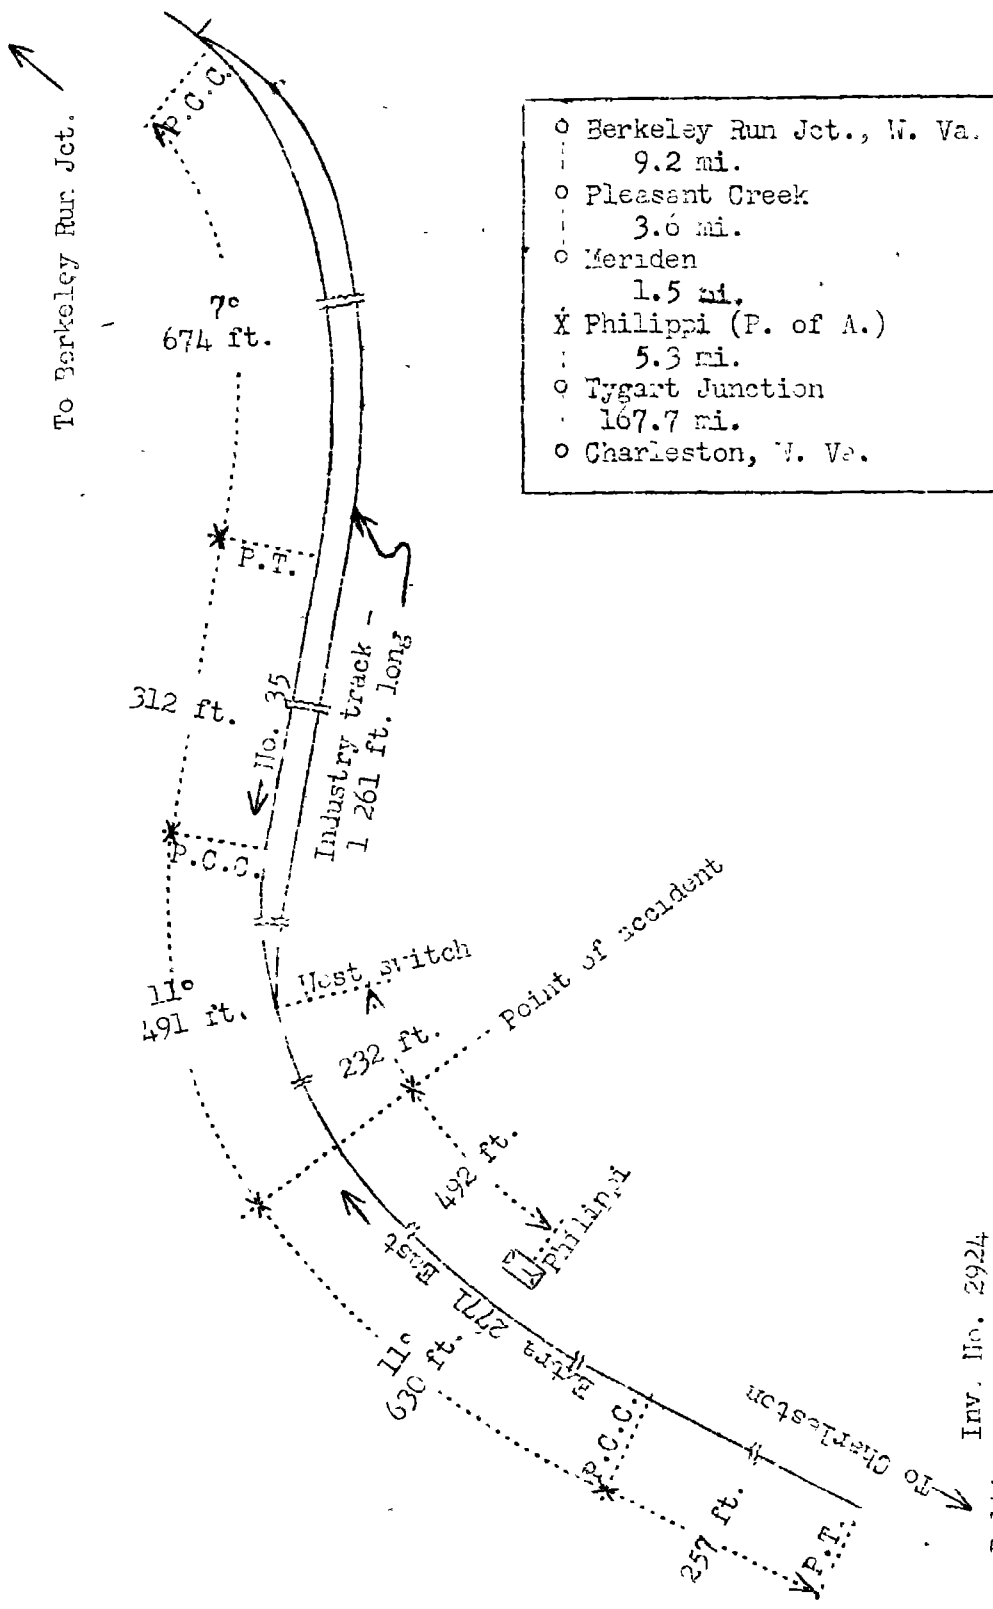 To Berkeley Run Jct.
P.C.C.
Berkeley Run Jct., W. Va.
9.2 mi.
Pleasant Creek
3.6 mi.
Meriden
1.5 mi.
X Philippi (P. of A.)
5.3 mi.
Tygart Junction
167.7 mi.
Charleston, W. Va.
7°
674 ft.
P.T.
312 ft.
No. 35
Industry track -
1 261 ft. long
P.C.C.
11°
491 ft.
West switch
232 ft.
Point of accident
492 ft.
Philippi
Extra 2771 East
11°
630 ft.
P.C.C.
257 ft.
P.T.
To Charleston
Inv. No. 2924